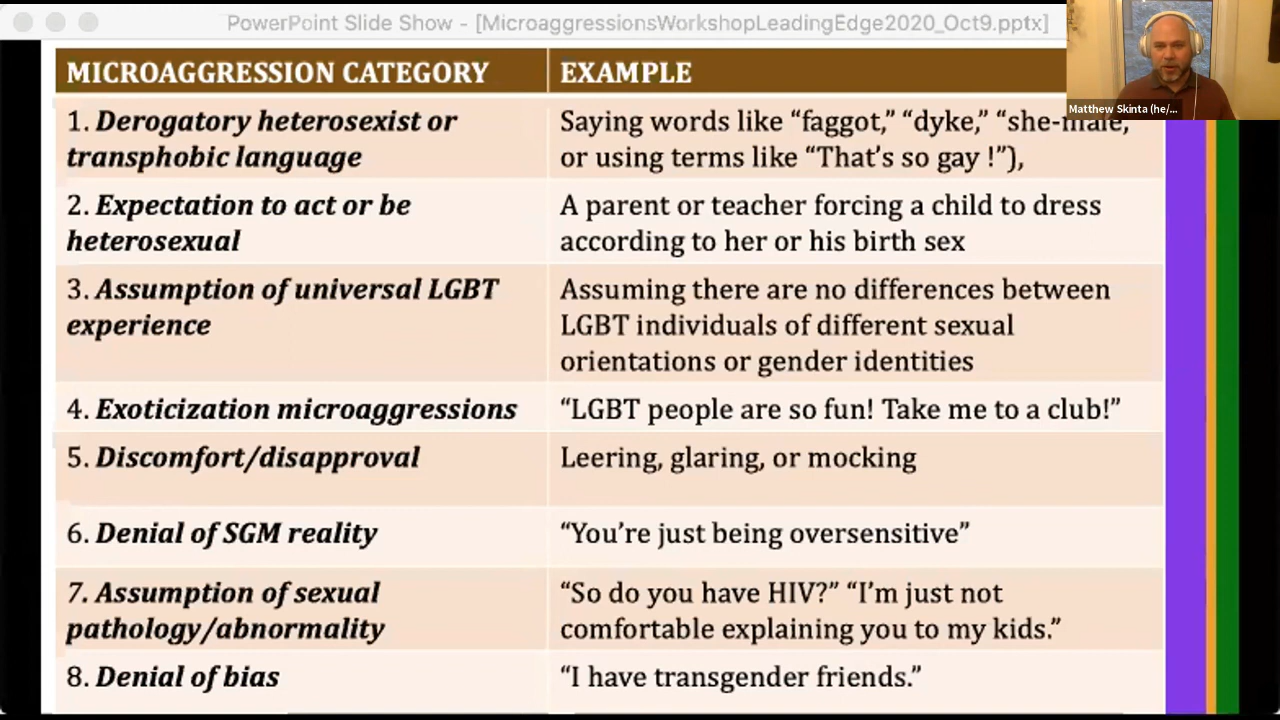 PowerPoint Slide Show - [MicroaggressionsWorkshopLeadingEdge2020_Oct9.pptx]
Matthew Skinta (he/...
MICROAGGRESSION CATEGORY
EXAMPLE
1. Derogatory heterosexist or
transphobic language
Saying words like “faggot,” “dyke,” “she-male,
or using terms like “That’s so gay !”),
2. Expectation to act or be
heterosexual
A parent or teacher forcing a child to dress
according to her or his birth sex
3. Assumption of universal LGBT
experience
Assuming there are no differences between
LGBT individuals of different sexual
orientations or gender identities
4. Exoticization microaggressions
“LGBT people are so fun! Take me to a club!”
5. Discomfort/disapproval
Leering, glaring, or mocking
6. Denial of SGM reality
“You’re just being oversensitive”
7. Assumption of sexual
pathology/abnormality
“So do you have HIV?” “I’m just not
comfortable explaining you to my kids.”
8. Denial of bias
“I have transgender friends.”